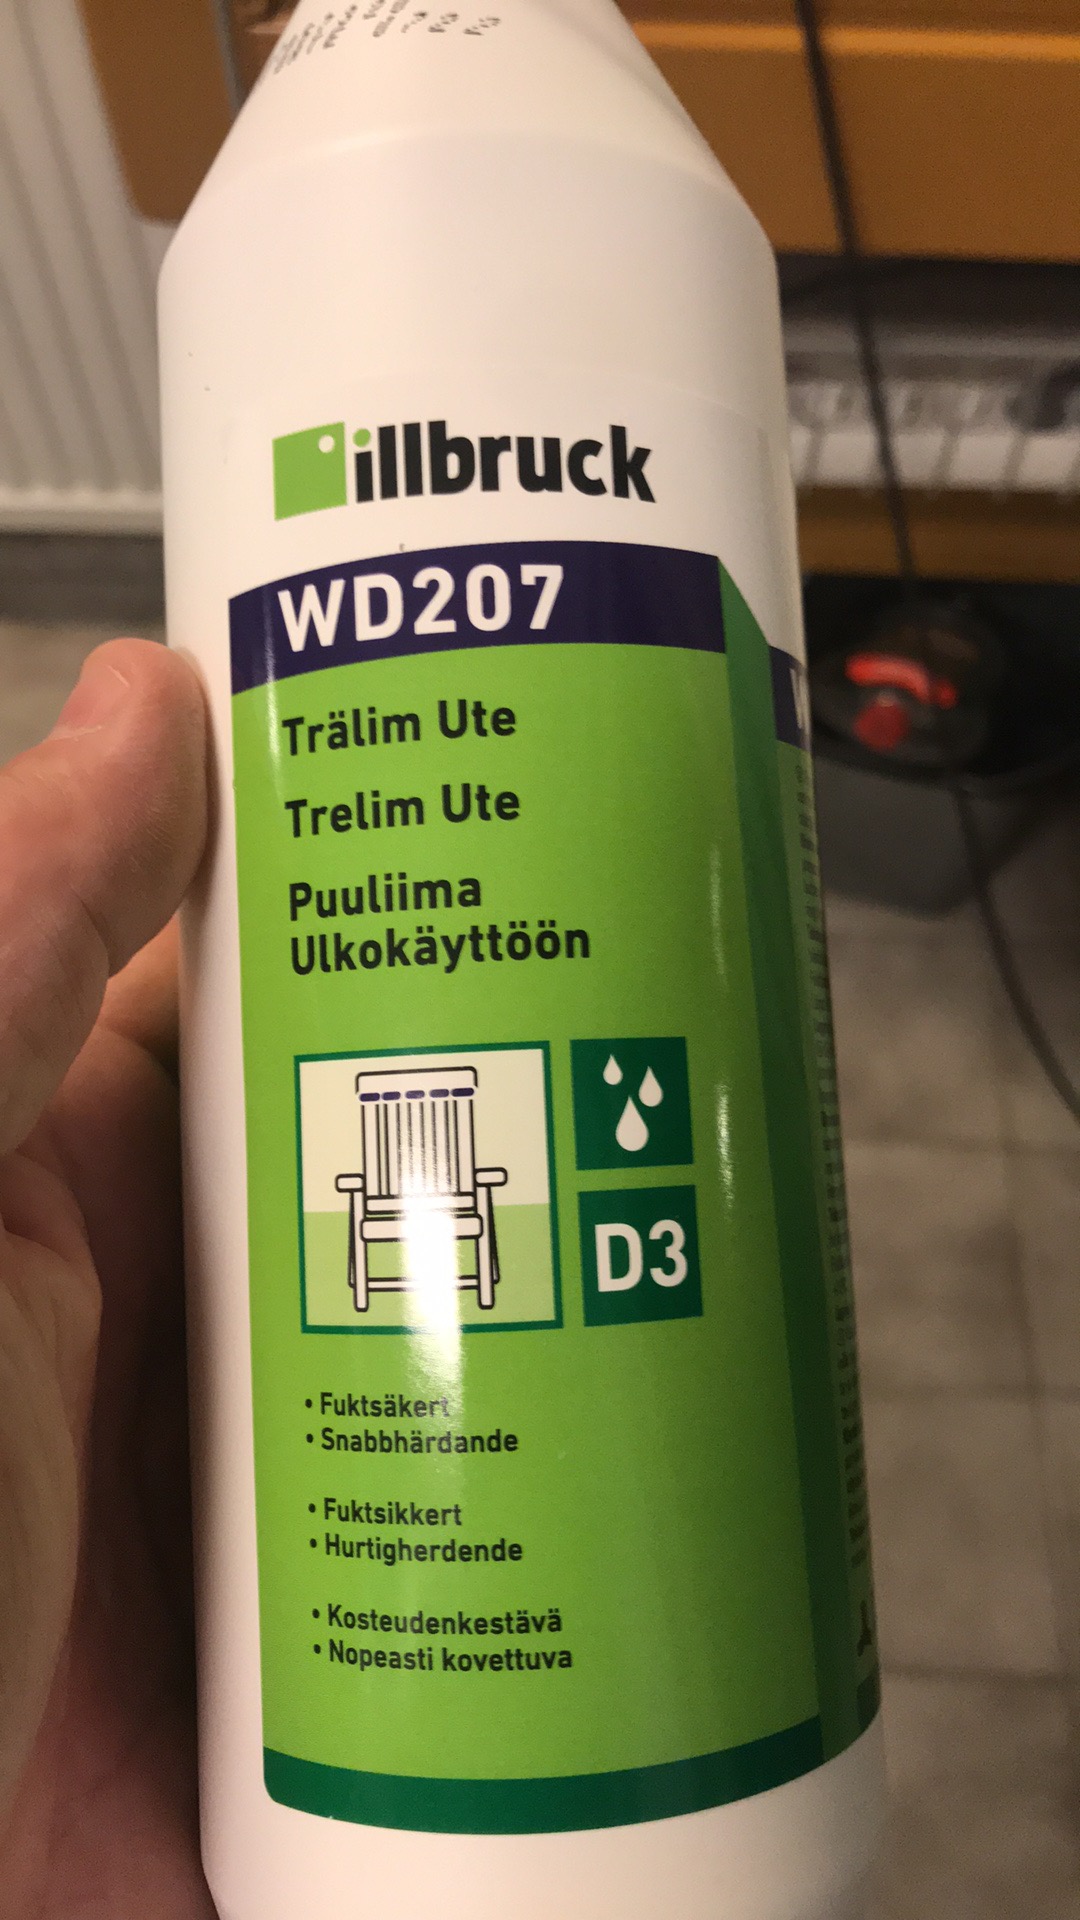 illbruck
WD207
Trälim Ute
Trelim Ute
Puuliima
Ulkokäyttöön
D3
• Fuktsäkert
• Snabbhärdande
• Fuktsikkert
• Hurtigherdende
• Kosteudenkestävä
• Nopeasti kovettuva